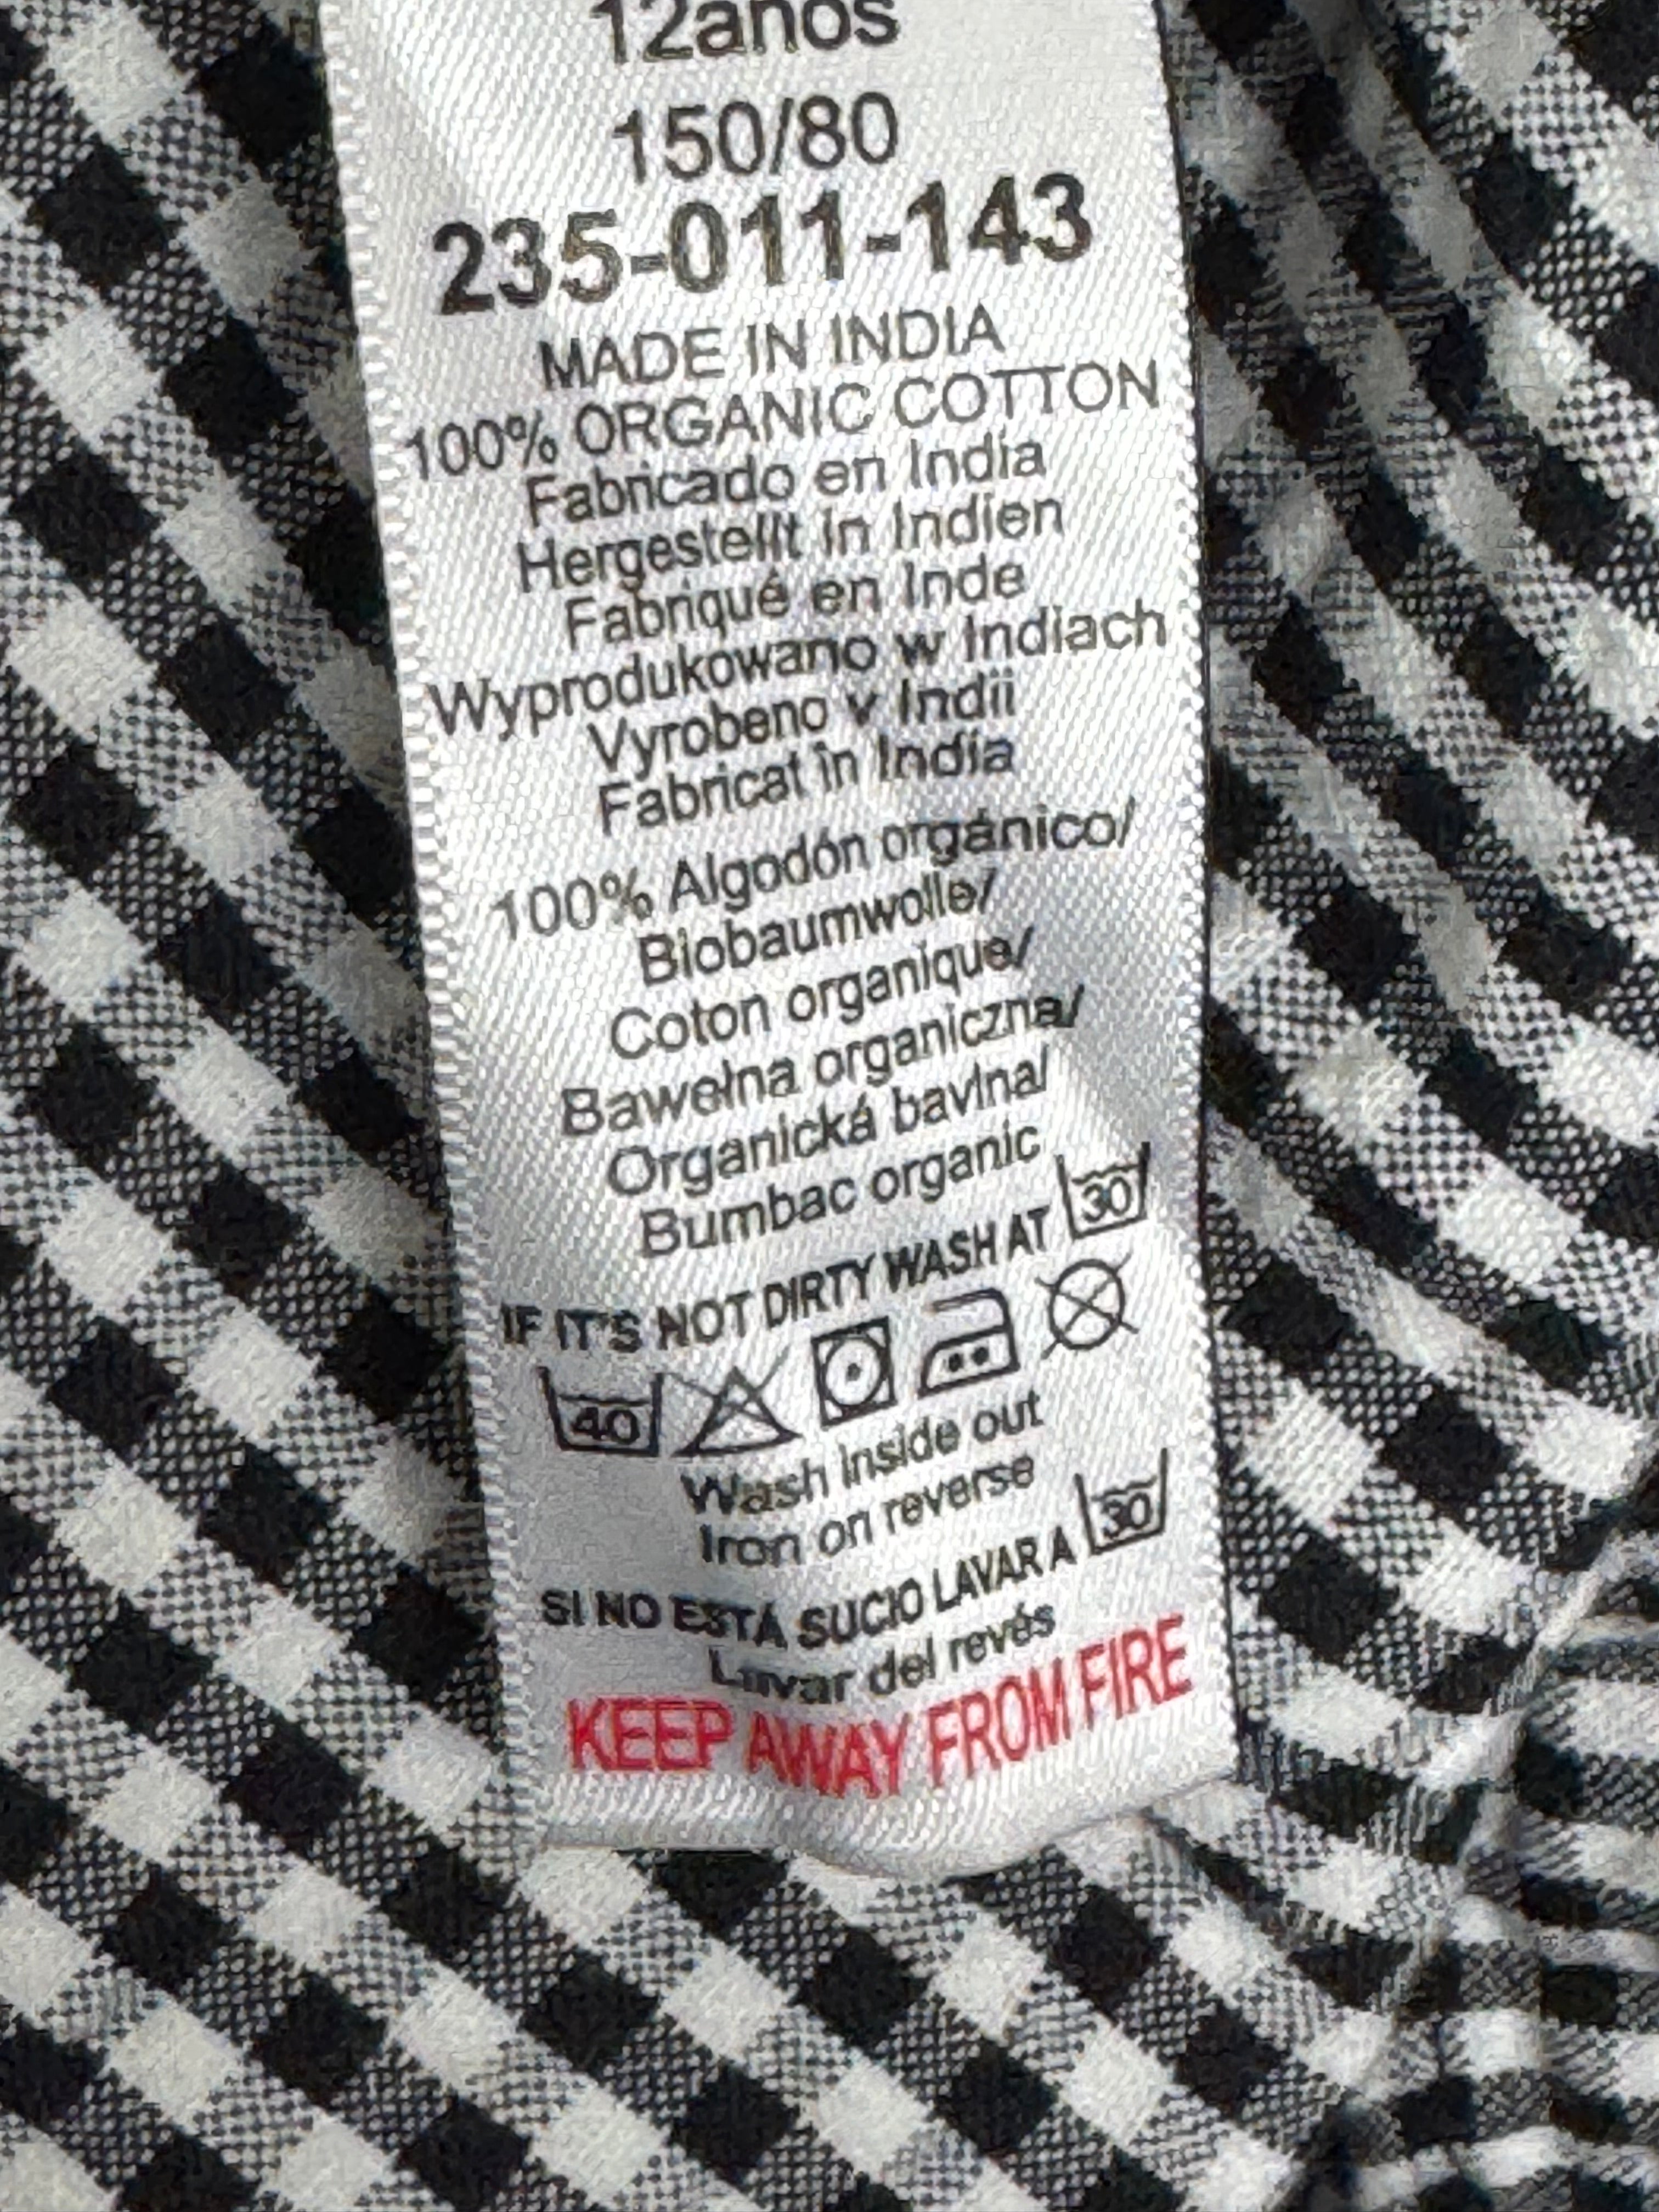 12años
150/80
235-011-143
MADE IN INDIA
100% ORGANIC COTTON
Fabricado en India
Hergestellt in Indien
Fabriqué en Inde
Wyprodukowano w Indiach
Vyrobeno v Indii
Fabricat în India
100% Algodón orgánico/
Biobaumwolle/
Coton organique/
Bawełna organiczna/
Organická bavlna/
Bumbac organic
IF IT'S NOT DIRTY WASH AT 30
40
Wash Inside out
Iron on reverse
SI NO ESTÁ SUCIO LAVAR A 30
Lavar del revés
KEEP AWAY FROM FIRE